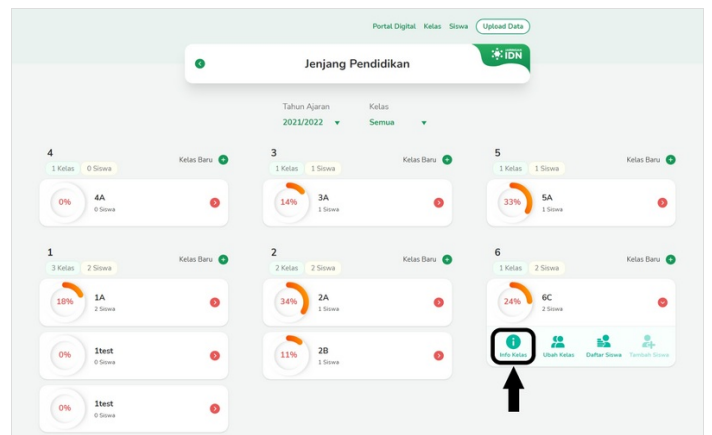 Portal Digital Kelas Siswa Upload Data
Jenjang Pendidikan
IDN
Tahun Ajaran Kelas
2021/2022 Semua
4
1 Kelas 0 Siswa Kelas Baru
0% 4A
0 Siswa
3
1 Kelas 1 Siswa Kelas Baru
14% 3A
1 Siswa
5
1 Kelas 1 Siswa Kelas Baru
33% 5A
1 Siswa
1
3 Kelas 2 Siswa Kelas Baru
18% 1A
2 Siswa
0% 1test
0 Siswa
0% 1test
0 Siswa
2
2 Kelas 2 Siswa Kelas Baru
34% 2A
1 Siswa
11% 2B
1 Siswa
6
1 Kelas 2 Siswa Kelas Baru
24% 6C
2 Siswa
Info Kelas Ubah Kelas Daftar Siswa Tambah Siswa